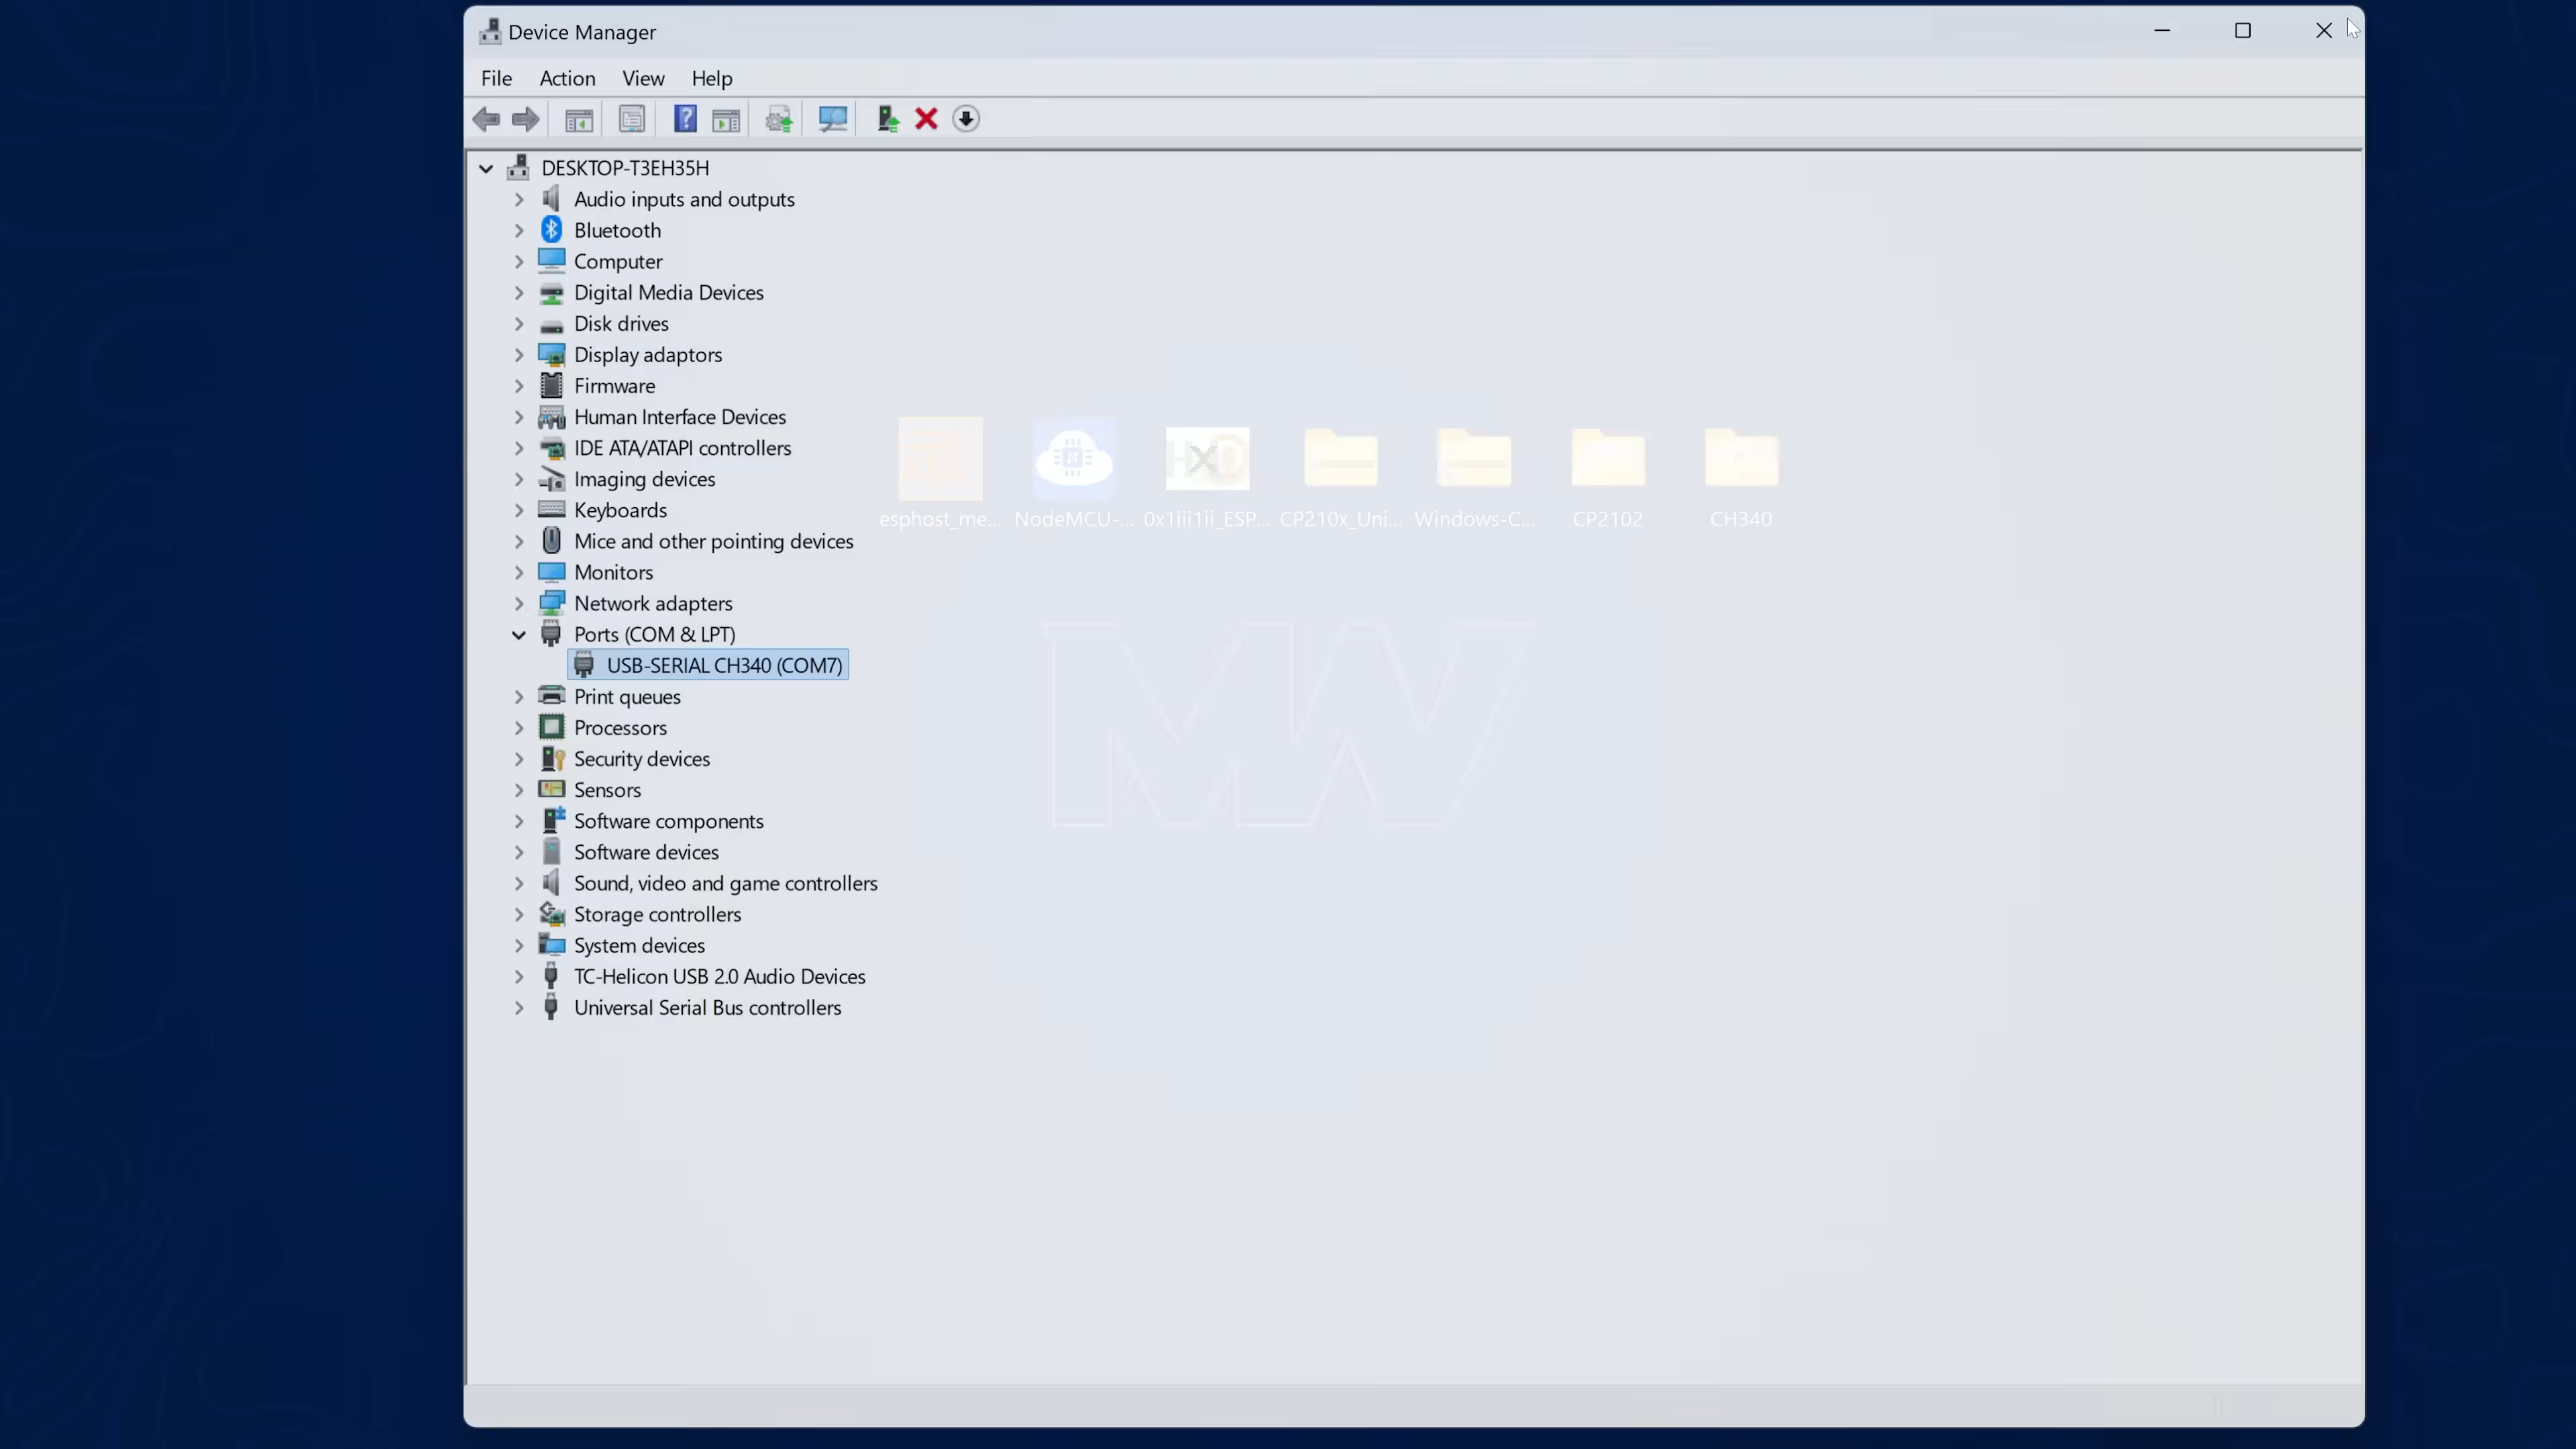 Device Manager
File Action View Help
DESKTOP-T3EH35H
Audio inputs and outputs
Bluetooth
Computer
Digital Media Devices
Disk drives
Display adaptors
Firmware
Human Interface Devices
IDE ATA/ATAPI controllers
Imaging devices
Keyboards
Mice and other pointing devices
Monitors
Network adapters
Ports (COM & LPT)
USB-SERIAL CH340 (COM7)
Print queues
Processors
Security devices
Sensors
Software components
Software devices
Sound, video and game controllers
Storage controllers
System devices
TC-Helicon USB 2.0 Audio Devices
Universal Serial Bus controllers
esphost_me... NodeMCU-... 0x1iii1ii_ESP... CP210x_Uni... Windows-C... CP2102 CH340
MW